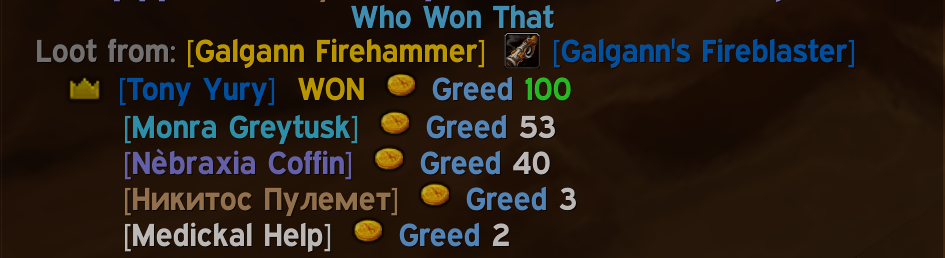 Who Won That
Loot from: [Galgann Firehammer] [Galgann's Fireblaster]
[Tony Yury] WON Greed 100
[Monra Greytusk] Greed 53
[Nèbraxia Coffin] Greed 40
[Никитос Пулемет] Greed 3
[Medickal Help] Greed 2